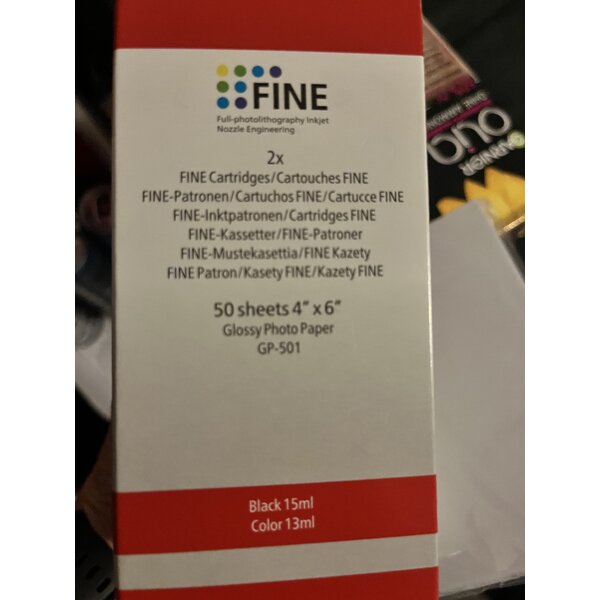 FINE
Full-photolithography Inkjet
Nozzle Engineering
2x
FINE Cartridges/Cartouches FINE
FINE-Patronen/Cartuchos FINE/Cartucce FINE
FINE-Inktpatronen/Cartridges FINE
FINE-Kassetter/FINE-Patroner
FINE-Mustekasettia/FINE Kazety
FINE Patron/Kasety FINE/Kazety FINE
50 sheets 4” x 6”
Glossy Photo Paper
GP-501
Black 15ml
Color 13ml
GARNIER
Olia